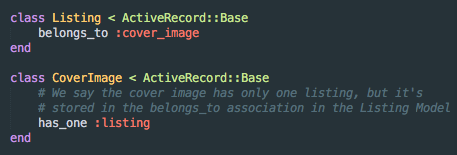 class Listing < ActiveRecord::Base
    belongs_to :cover_image
end

class CoverImage < ActiveRecord::Base
    # We say the cover image has only one listing, but it's
    # stored in the belongs_to association in the Listing Model
    has_one :listing
end